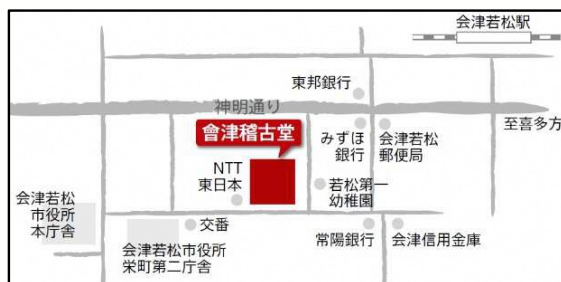 会津若松駅
東邦銀行
神明通り
會津稽古堂
みずほ
銀行
会津若松
郵便局
至喜多方
NTT
東日本
若松第一
幼稚園
会津若松
市役所
本庁舎
交番
会津若松市役所
栄町第二庁舎
常陽銀行
会津信用金庫